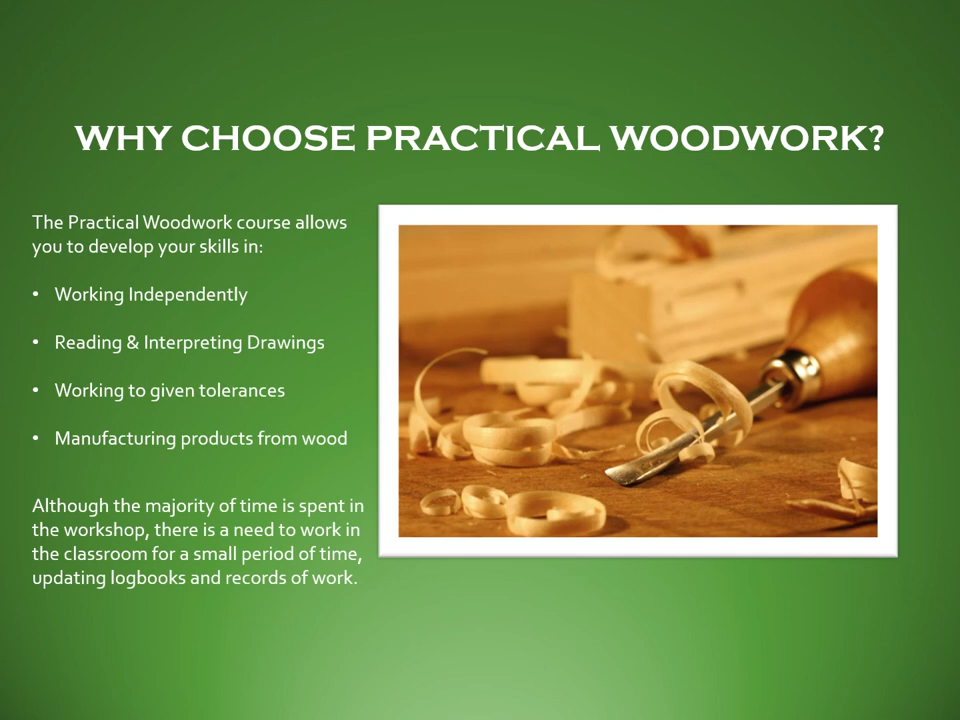 WHY CHOOSE PRACTICAL WOODWORK?
The Practical Woodwork course allows
you to develop your skills in:
• Working Independently
• Reading & Interpreting Drawings
• Working to given tolerances
• Manufacturing products from wood
Although the majority of time is spent in
the workshop, there is a need to work in
the classroom for a small period of time,
updating logbooks and records of work.